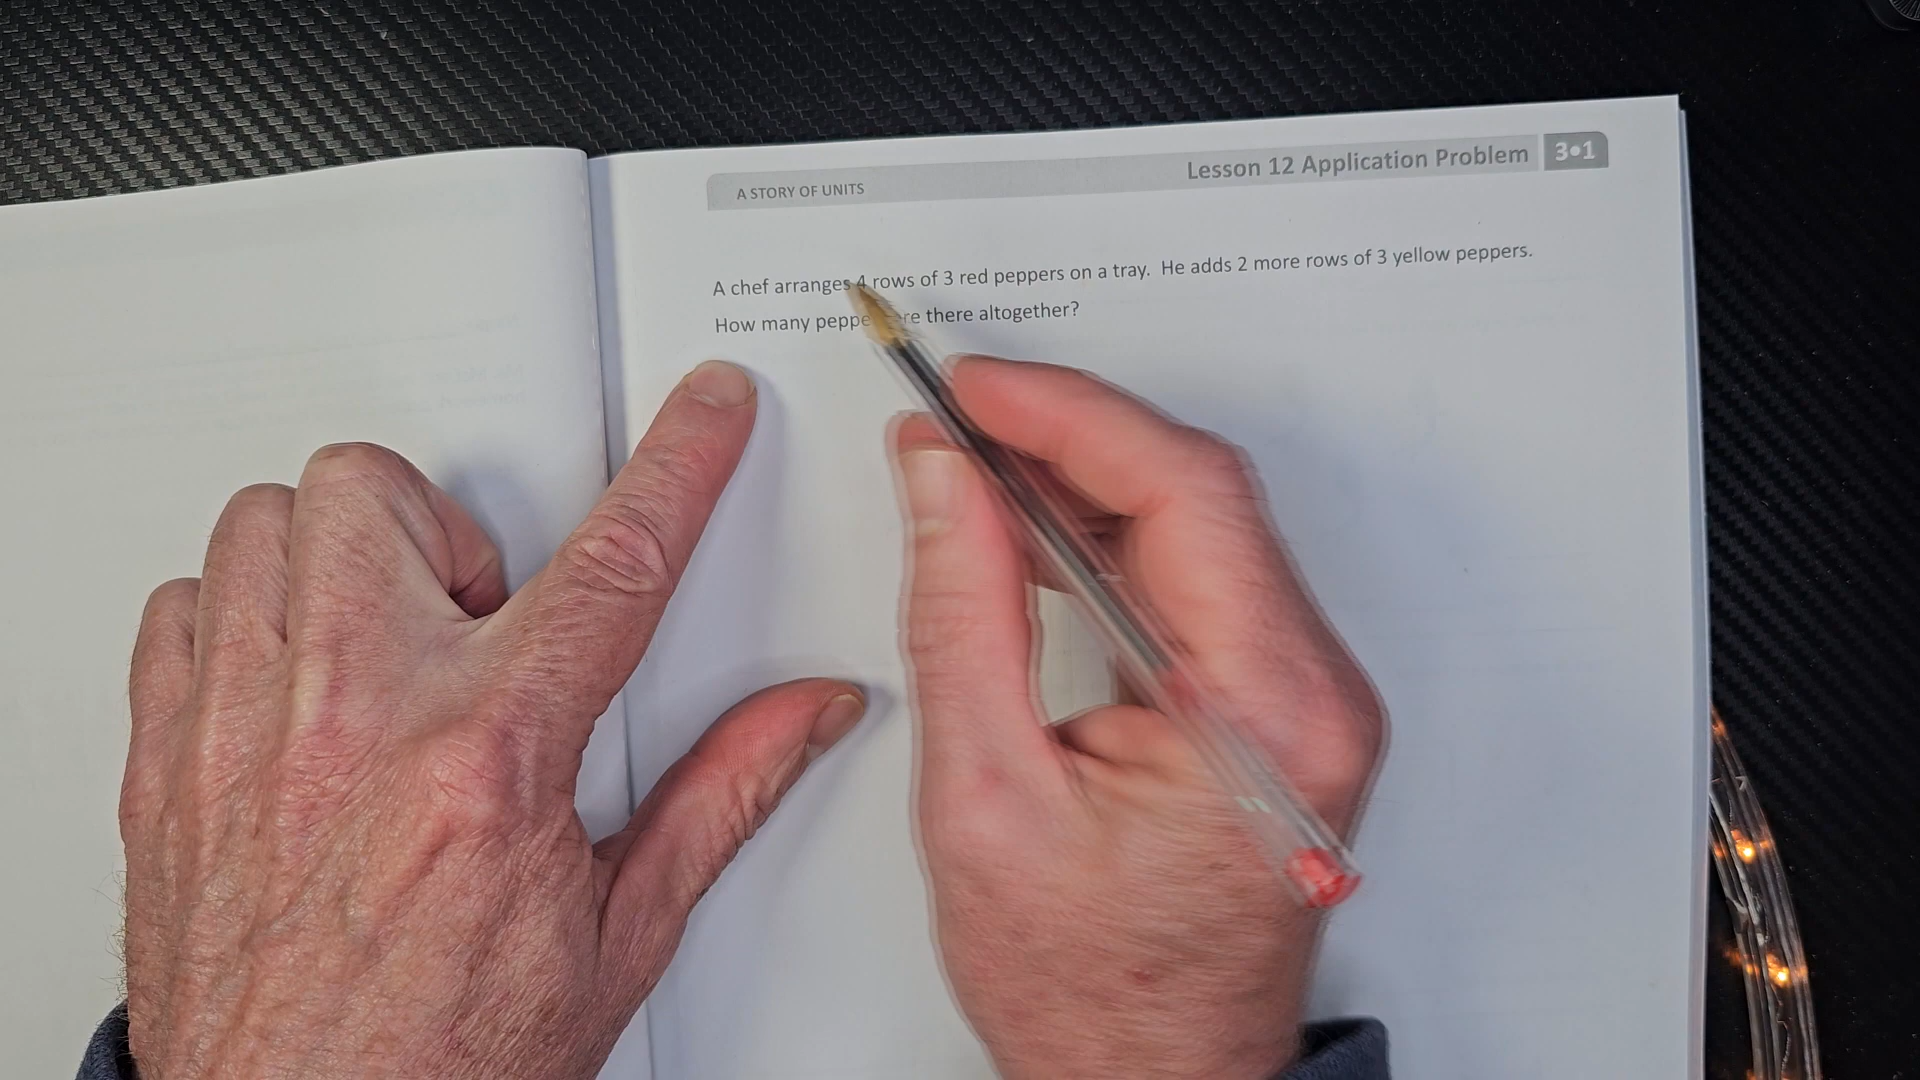 A STORY OF UNITS
Lesson 12 Application Problem 3•1
A chef arranges 4 rows of 3 red peppers on a tray. He adds 2 more rows of 3 yellow peppers.
How many there altogether?